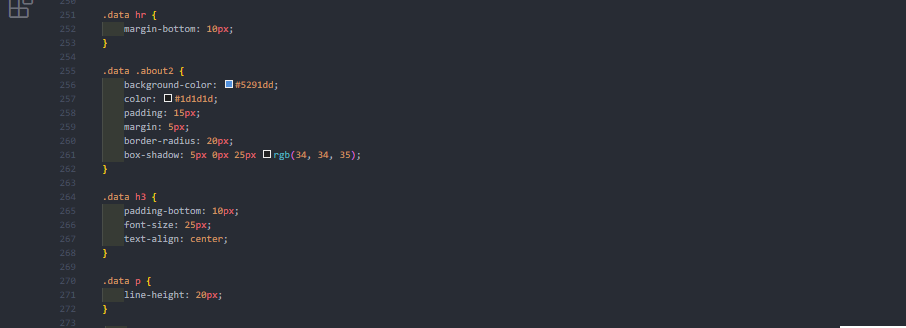 250
251 .data hr {
252 margin-bottom: 10px;
253 }
254
255 .data .about2 {
256 background-color: #5291dd;
257 color: #1d1d1d;
258 padding: 15px;
259 margin: 5px;
260 border-radius: 20px;
261 box-shadow: 5px 0px 25px rgb(34, 34, 35);
262 }
263
264 .data h3 {
265 padding-bottom: 10px;
266 font-size: 25px;
267 text-align: center;
268 }
269
270 .data p {
271 line-height: 20px;
272 }
273